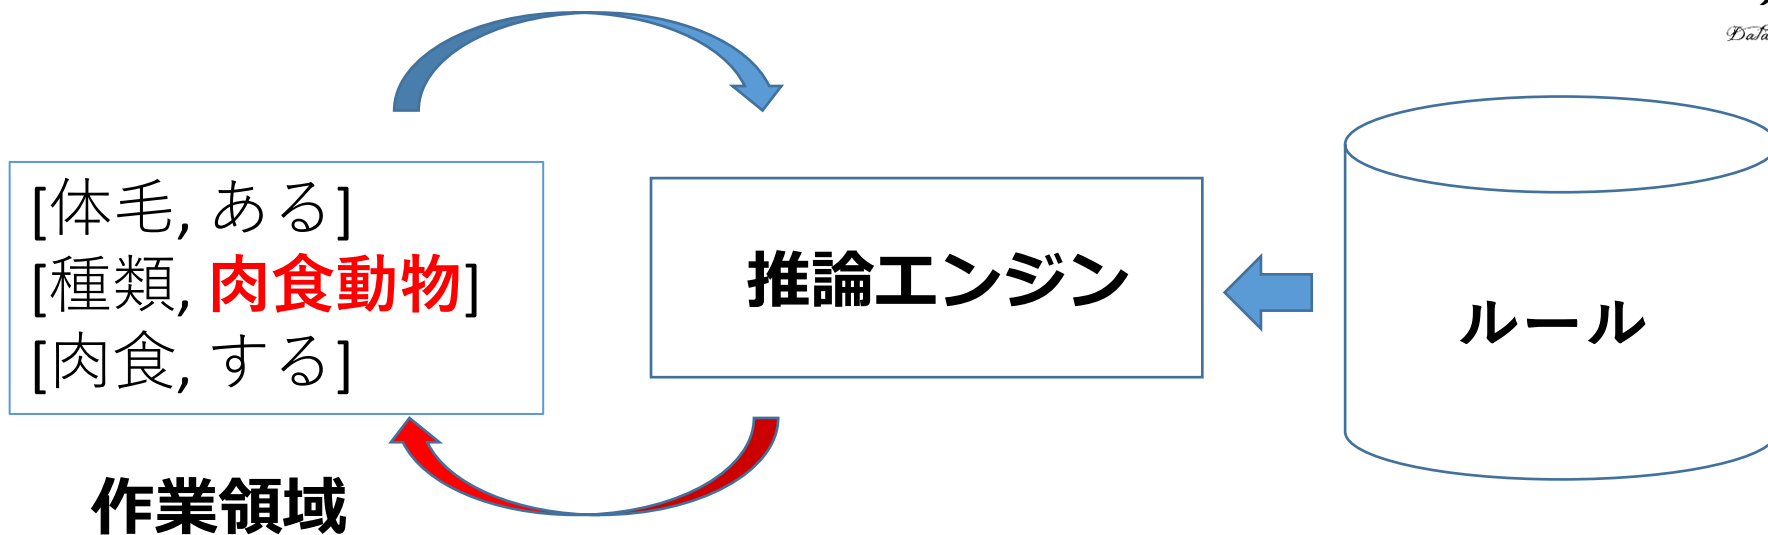 [体毛, ある]
[種類, 肉食動物]
[肉食, する]
作業領域
推論エンジン
ルール
Data